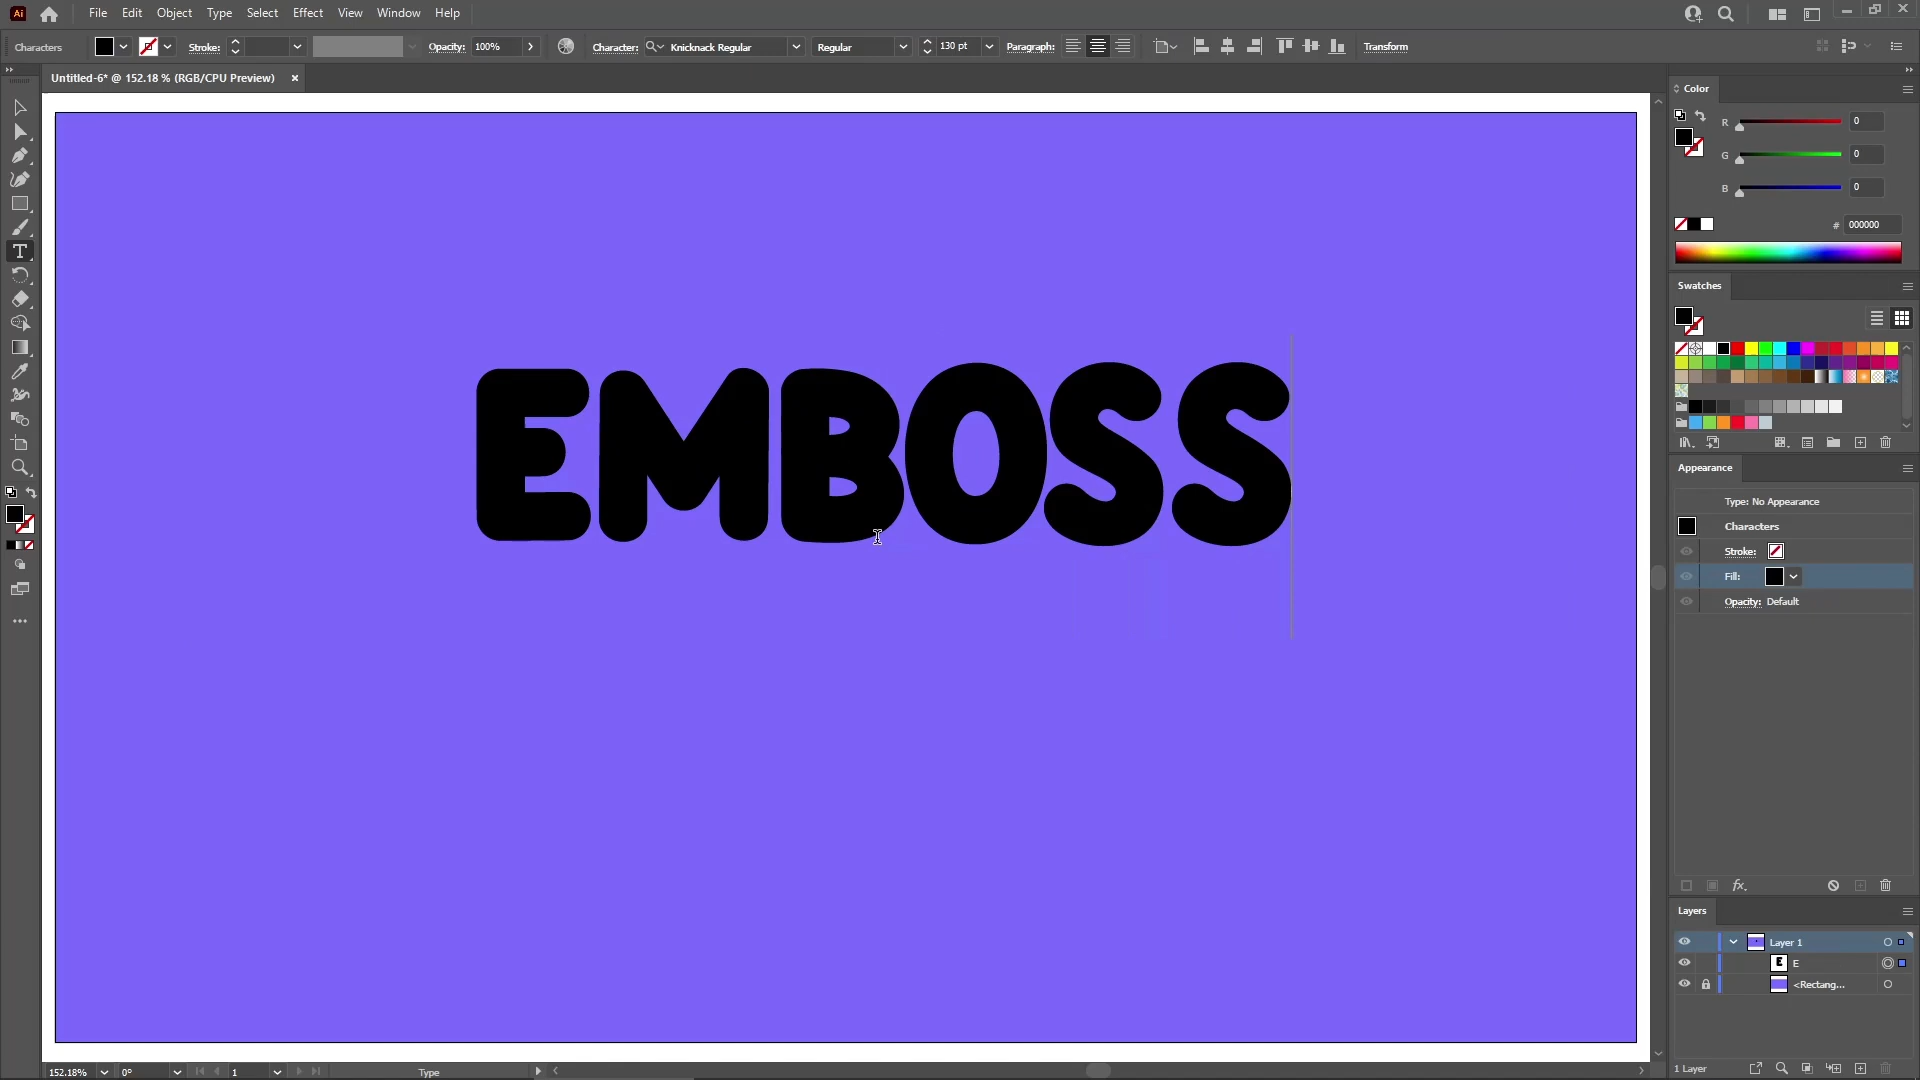 Ai File Edit Object Type Select Effect View Window Help
Characters Stroke: Opacity: 100% Character: Knicknack Regular Regular 130 pt Paragraph: Transform
Untitled-6* @ 152.18 % (RGB/CPU Preview) ×
EMBOSS
Color
R 0
G 0
B 0
# 000000
Swatches
Appearance
Type: No Appearance
Characters
Stroke:
Fill:
Opacity: Default
fx.
Layers
Layer 1
E
<Rectang...
1 Layer
152.18% 0° 1 Type